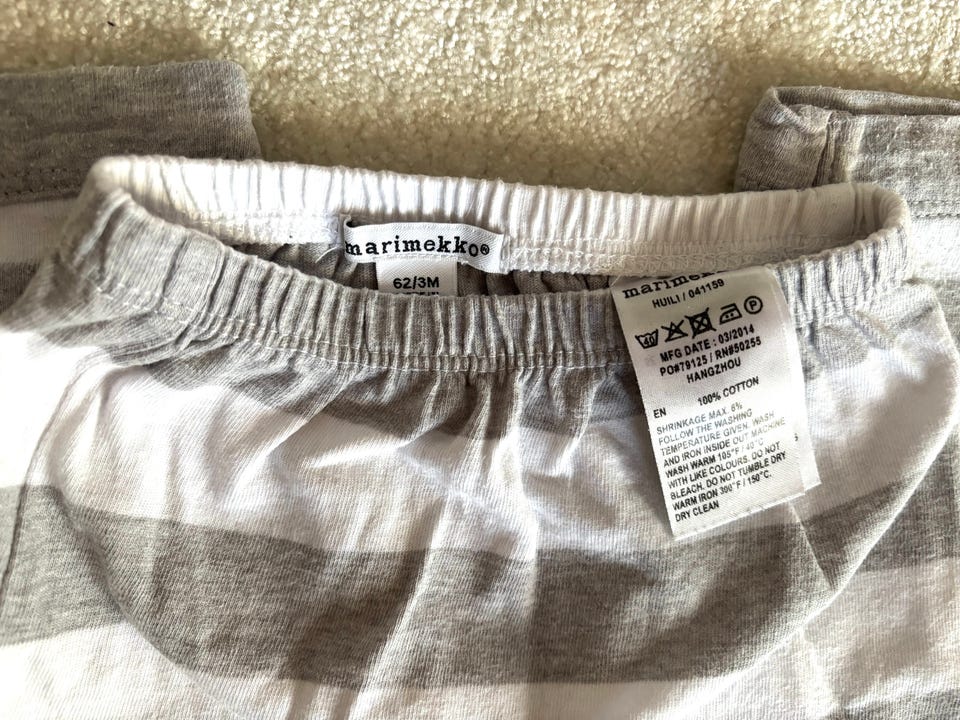 marimekko®
62/3M
marimekko
HUILI / 041159
40
P
MFG DATE : 03/2014
PO#79125 / RN#50255
HANGZHOU
EN 100% COTTON
SHRINKAGE MAX. 6%
FOLLOW THE WASHING
TEMPERATURE GIVEN. WASH
AND IRON INSIDE OUT MACHINE
WASH WARM 105°F / 40°C
WITH LIKE COLOURS. DO NOT
BLEACH. DO NOT TUMBLE DRY
WARM IRON 300°F / 150°C.
DRY CLEAN